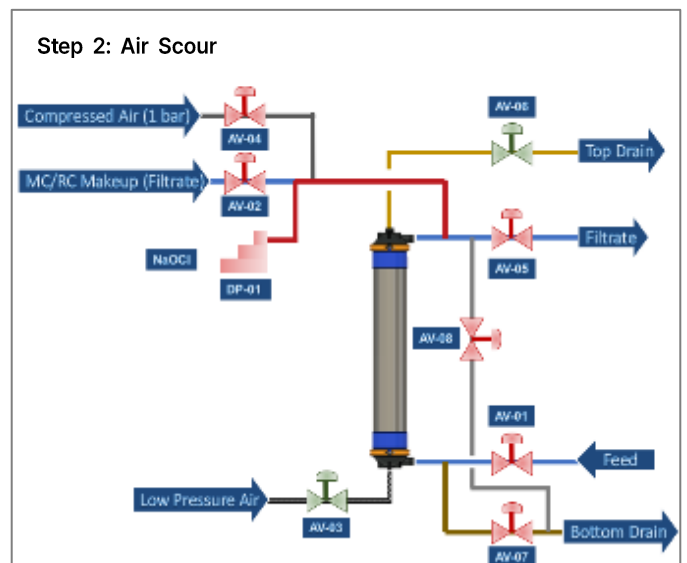 Step 2: Air Scour
AV-06
Compressed Air (1 bar)
AV-04
Top Drain
MC/RC Makeup (Filtrate)
AV-02
Filtrate
NaOCl
AV-05
DP-01
AV-08
AV-01
Feed
Low Pressure Air
AV-03
Bottom Drain
AV-07